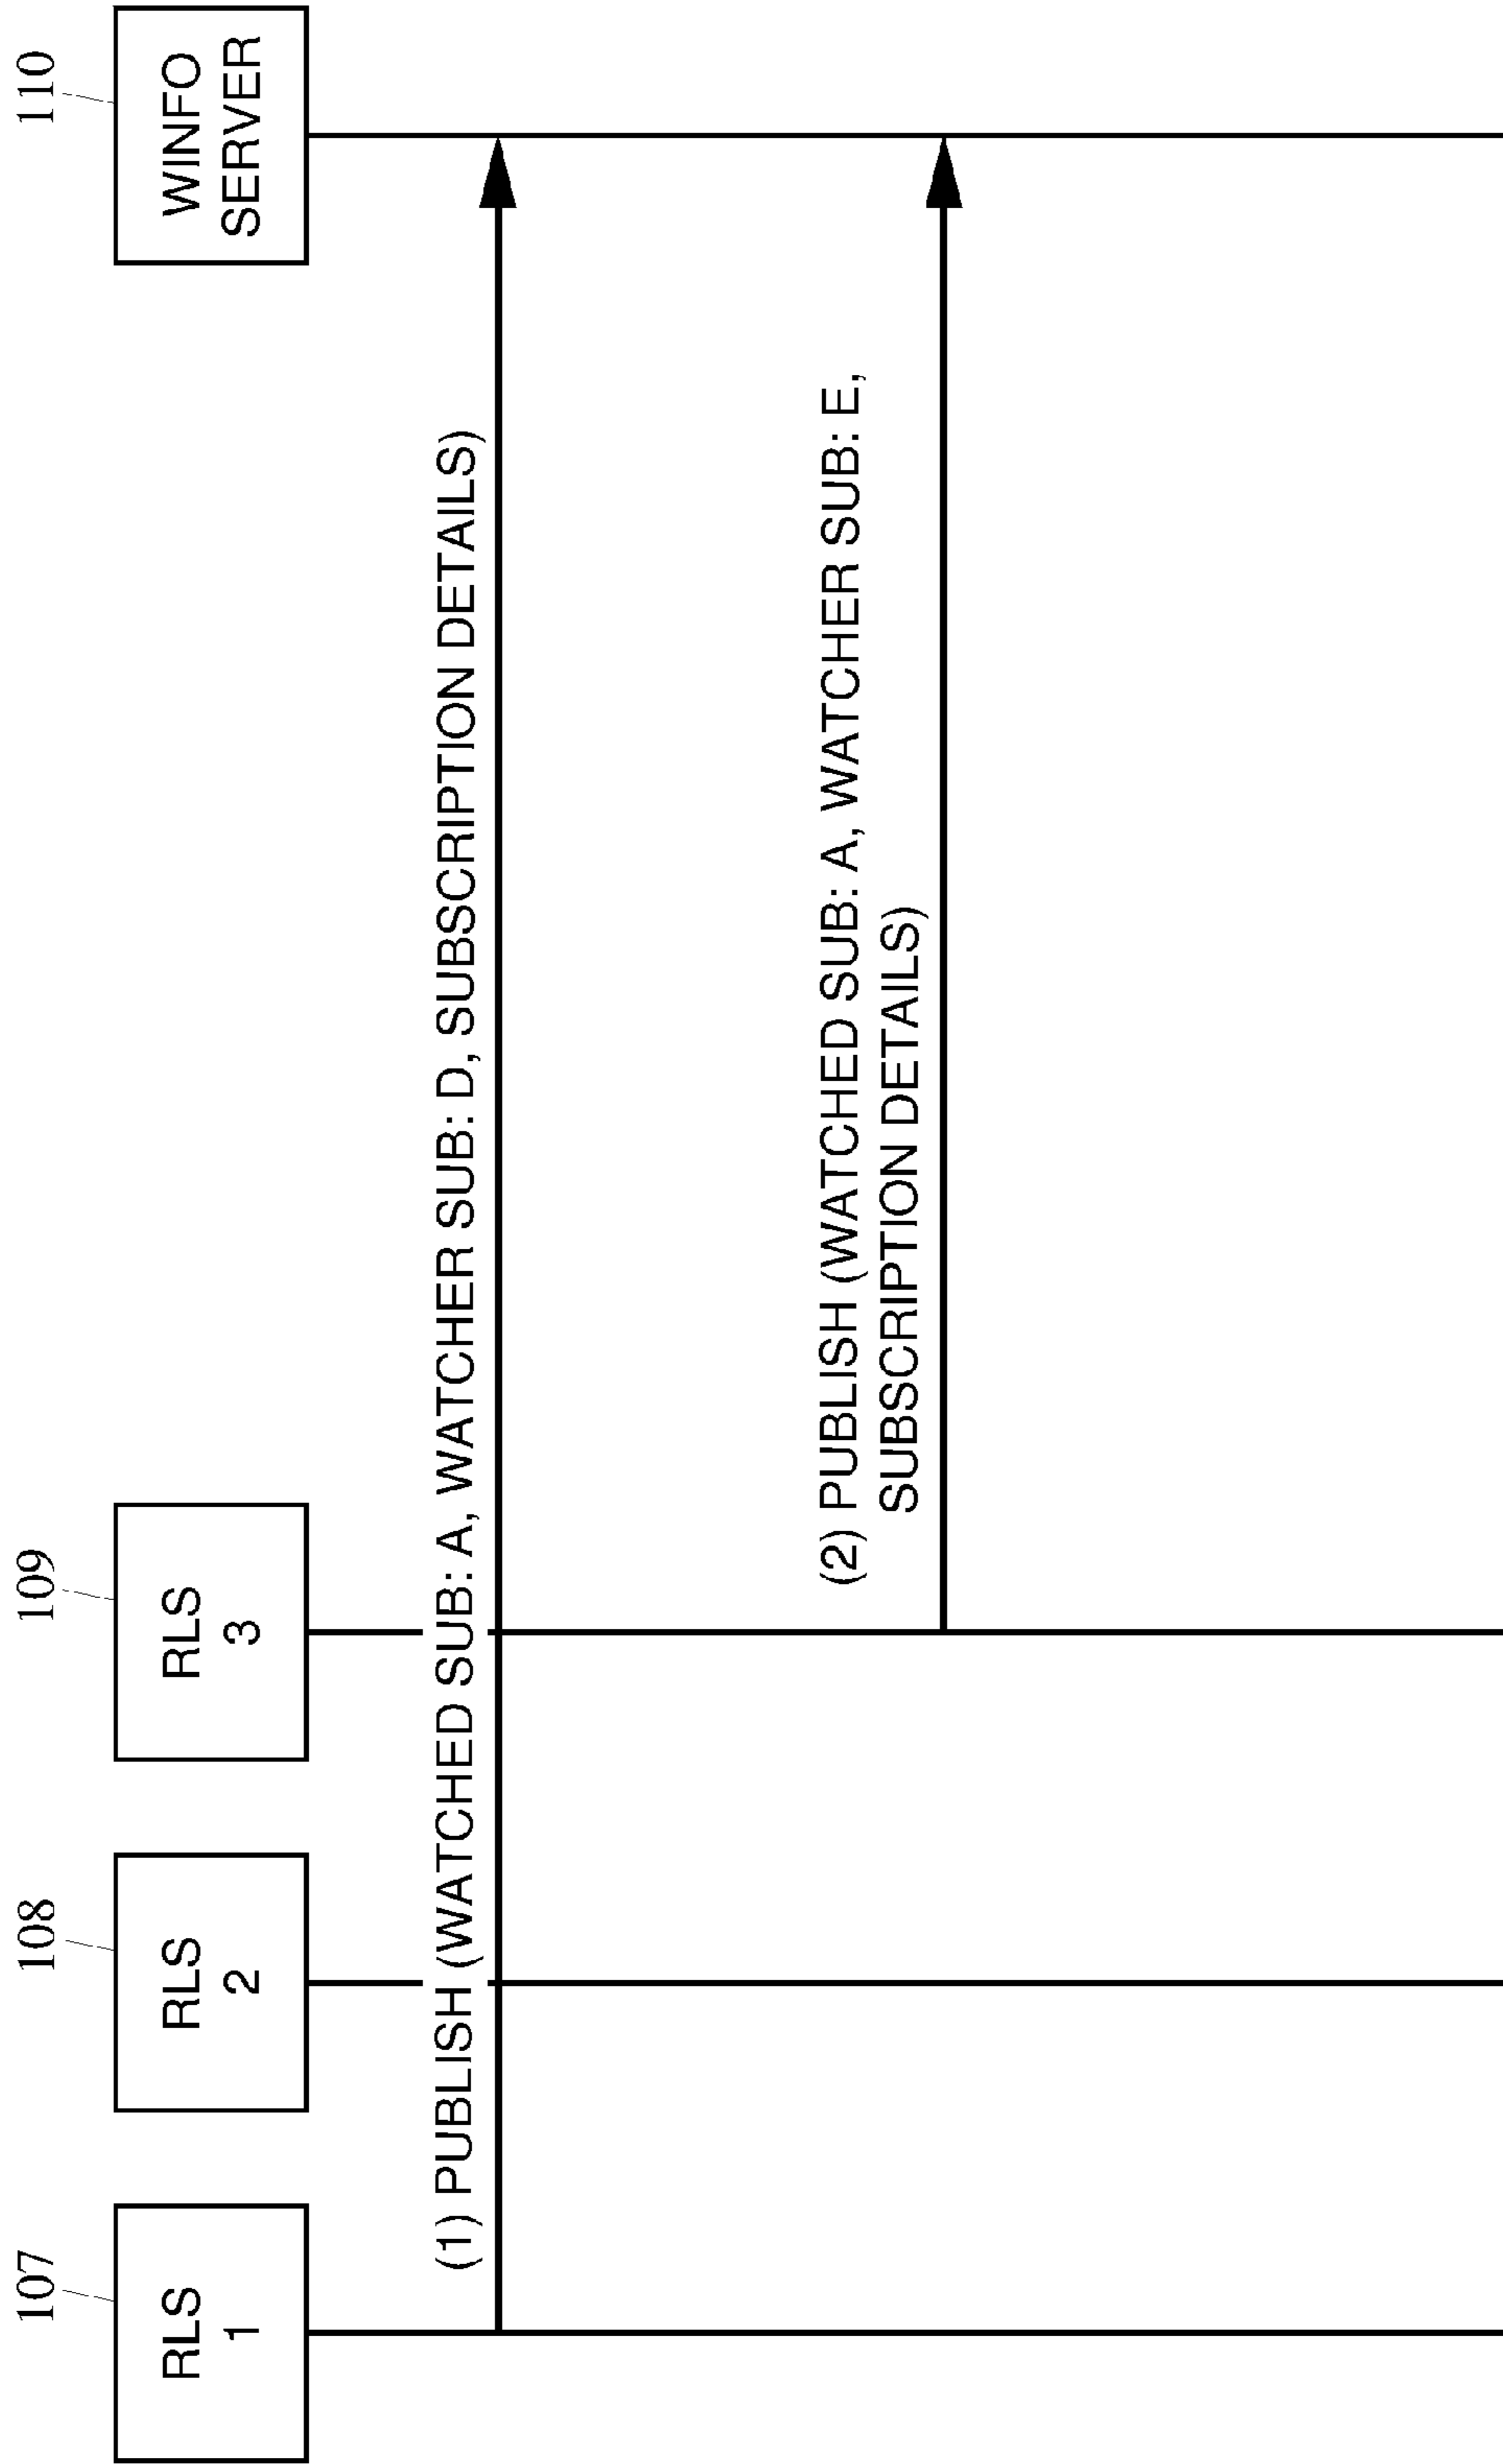 107
108
109
110
RLS
1
RLS
2
RLS
3
WINFO
SERVER
(1) PUBLISH (WATCHED SUB: A, WATCHER SUB: D, SUBSCRIPTION DETAILS)
(2) PUBLISH (WATCHED SUB: A, WATCHER SUB: E,
SUBSCRIPTION DETAILS)